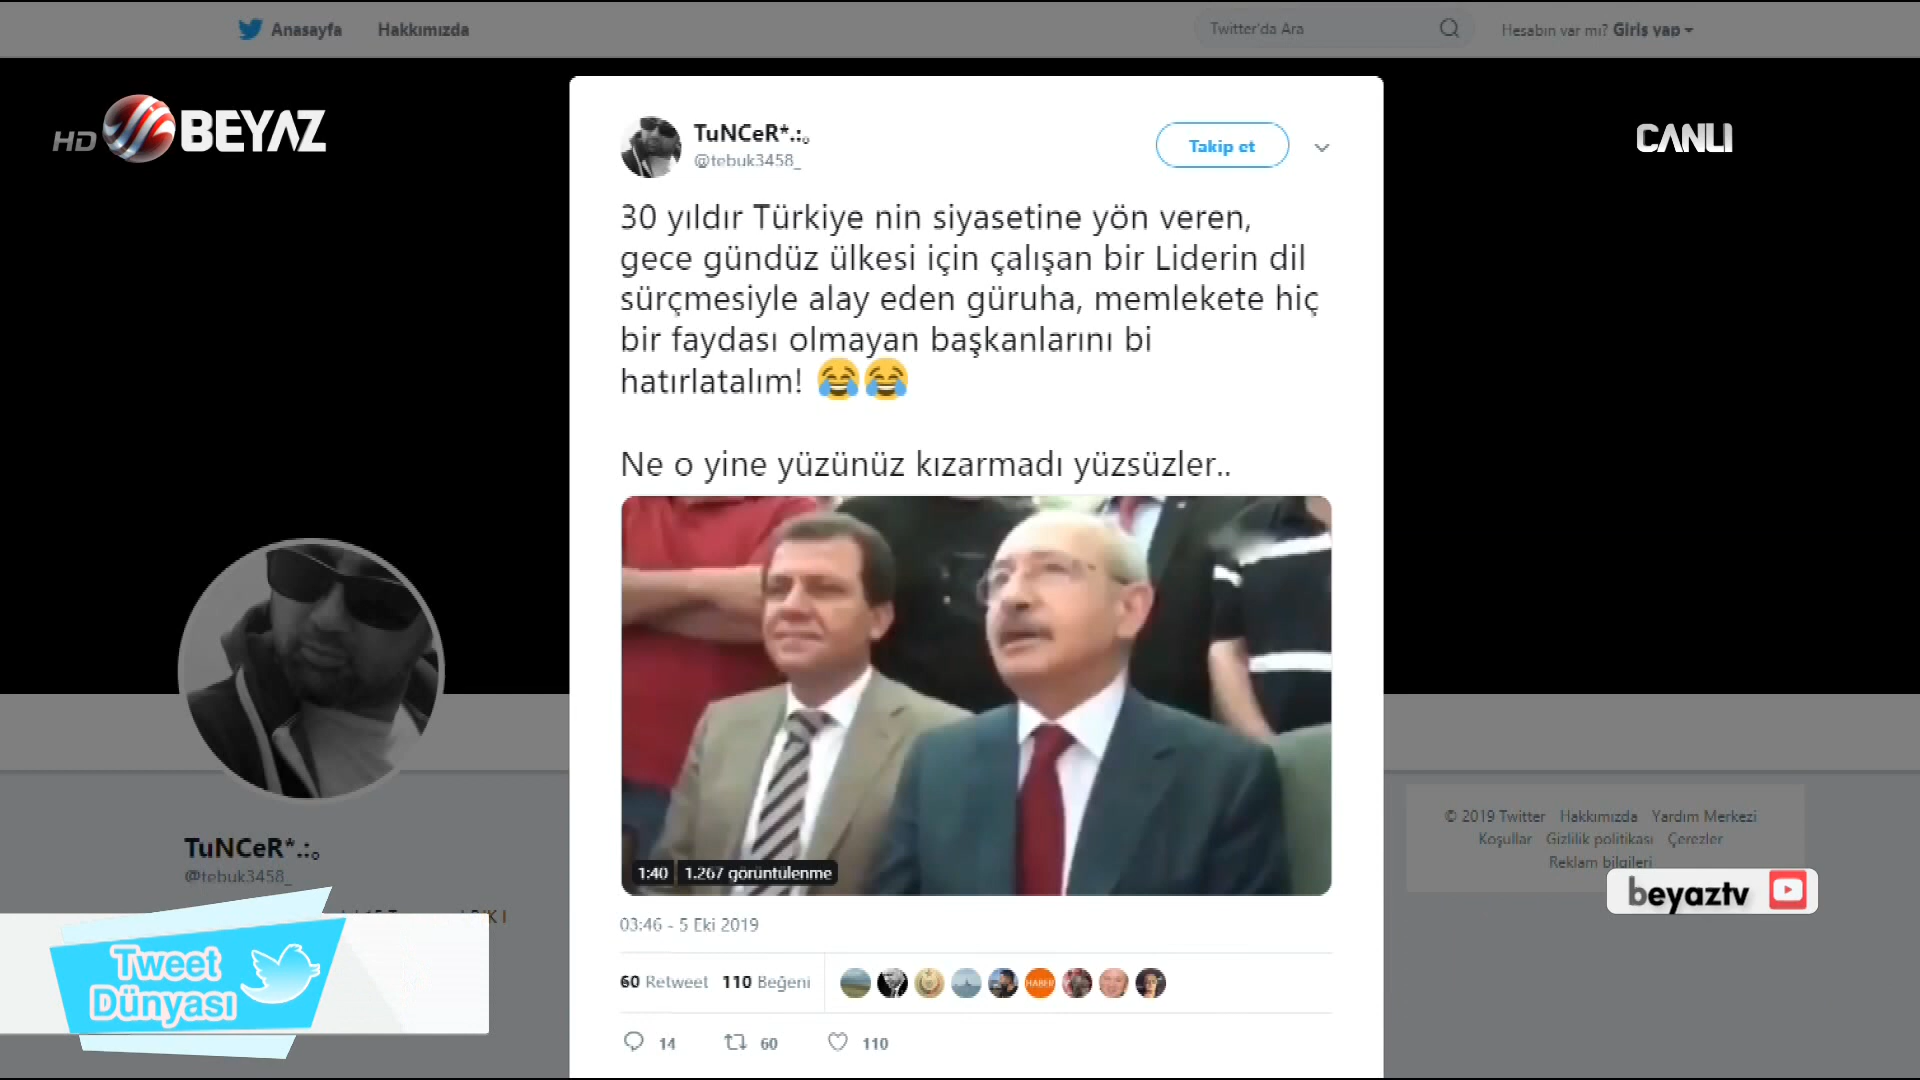 Anasayfa Hakkımızda
Twitter'da Ara
Hesabın var mı? Giriş yap
HD BEYAZ
CANLI
TuNCeR*.:。
@tebuk3458_
Takip et
30 yıldır Türkiye nin siyasetine yön veren,
gece gündüz ülkesi için çalışan bir Liderin dil
sürçmesiyle alay eden güruha, memlekete hiç
bir faydası olmayan başkanlarını bi
hatırlatalım! 😂😂
Ne o yine yüzünüz kızarmadı yüzsüzler..
1:40 1.267 görüntülenme
03:46 - 5 Eki 2019
60 Retweet 110 Beğeni
HABER
14 60 110
TuNCeR*.:。
@tebuk3458_
Tweet
Dünyası
© 2019 Twitter Hakkımızda Yardım Merkezi
Koşullar Gizlilik politikası Çerezler
Reklam bilgileri
beyaztv